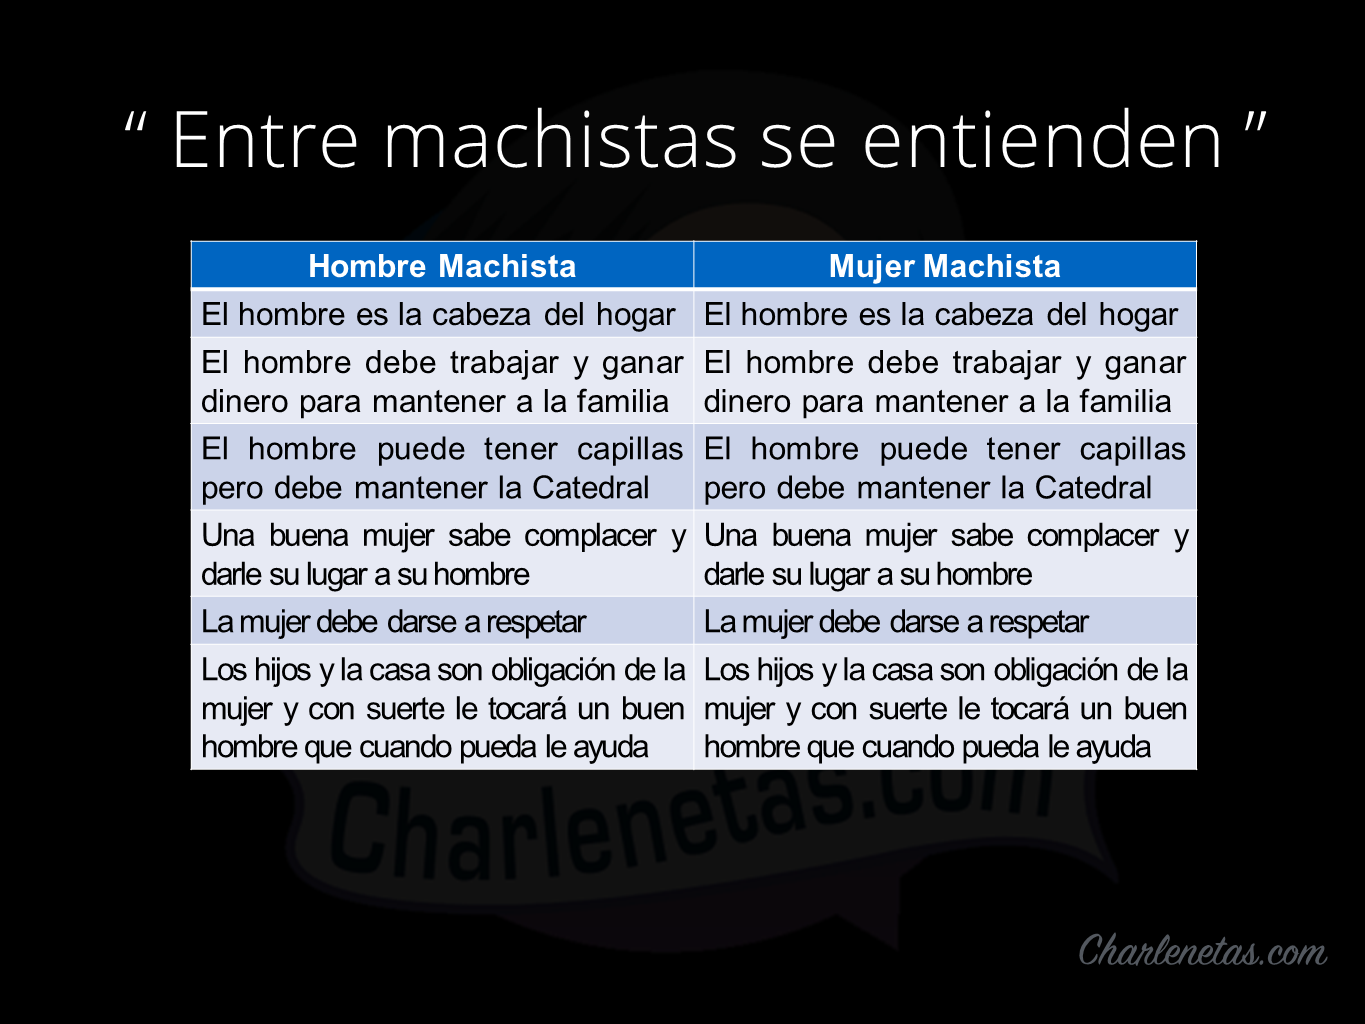 “ Entre machistas se entienden ”
Hombre Machista
Mujer Machista
El hombre es la cabeza del hogar
El hombre es la cabeza del hogar
El hombre debe trabajar y ganar
dinero para mantener a la familia
El hombre debe trabajar y ganar
dinero para mantener a la familia
El hombre puede tener capillas
pero debe mantener la Catedral
El hombre puede tener capillas
pero debe mantener la Catedral
Una buena mujer sabe complacer y
darle su lugar a su hombre
Una buena mujer sabe complacer y
darle su lugar a su hombre
La mujer debe darse a respetar
La mujer debe darse a respetar
Los hijos y la casa son obligación de la
mujer y con suerte le tocará un buen
hombre que cuando pueda le ayuda
Los hijos y la casa son obligación de la
mujer y con suerte le tocará un buen
hombre que cuando pueda le ayuda
Charlenetas.com
Charlenetas.com